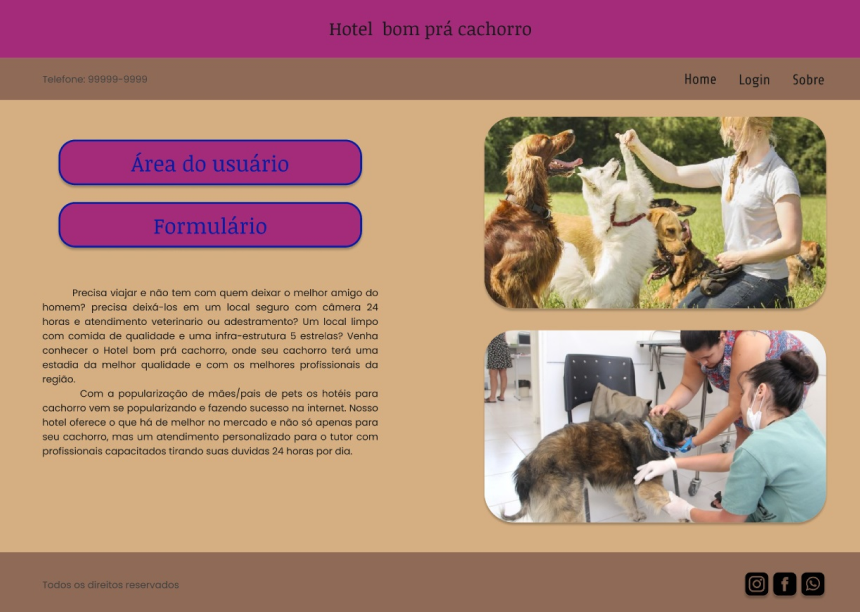 Hotel bom prá cachorro
Telefone: 99999-9999
Home Login Sobre
Área do usuário
Formulário
Precisa viajar e não tem com quem deixar o melhor amigo do
homem? precisa deixá-los em um local seguro com câmera 24
horas e atendimento veterinario ou adestramento? Um local limpo
com comida de qualidade e uma infra-estrutura 5 estrelas? Venha
conhecer o Hotel bom prá cachorro, onde seu cachorro terá uma
estadia da melhor qualidade e com os melhores profissionais da
região.
Com a popularização de mães/pais de pets os hotéis para
cachorro vem se popularizando e fazendo sucesso na internet. Nosso
hotel oferece o que há de melhor no mercado e não só apenas para
seu cachorro, mas um atendimento personalizado para o tutor com
profissionais capacitados tirando suas duvidas 24 horas por dia.
Todos os direitos reservados